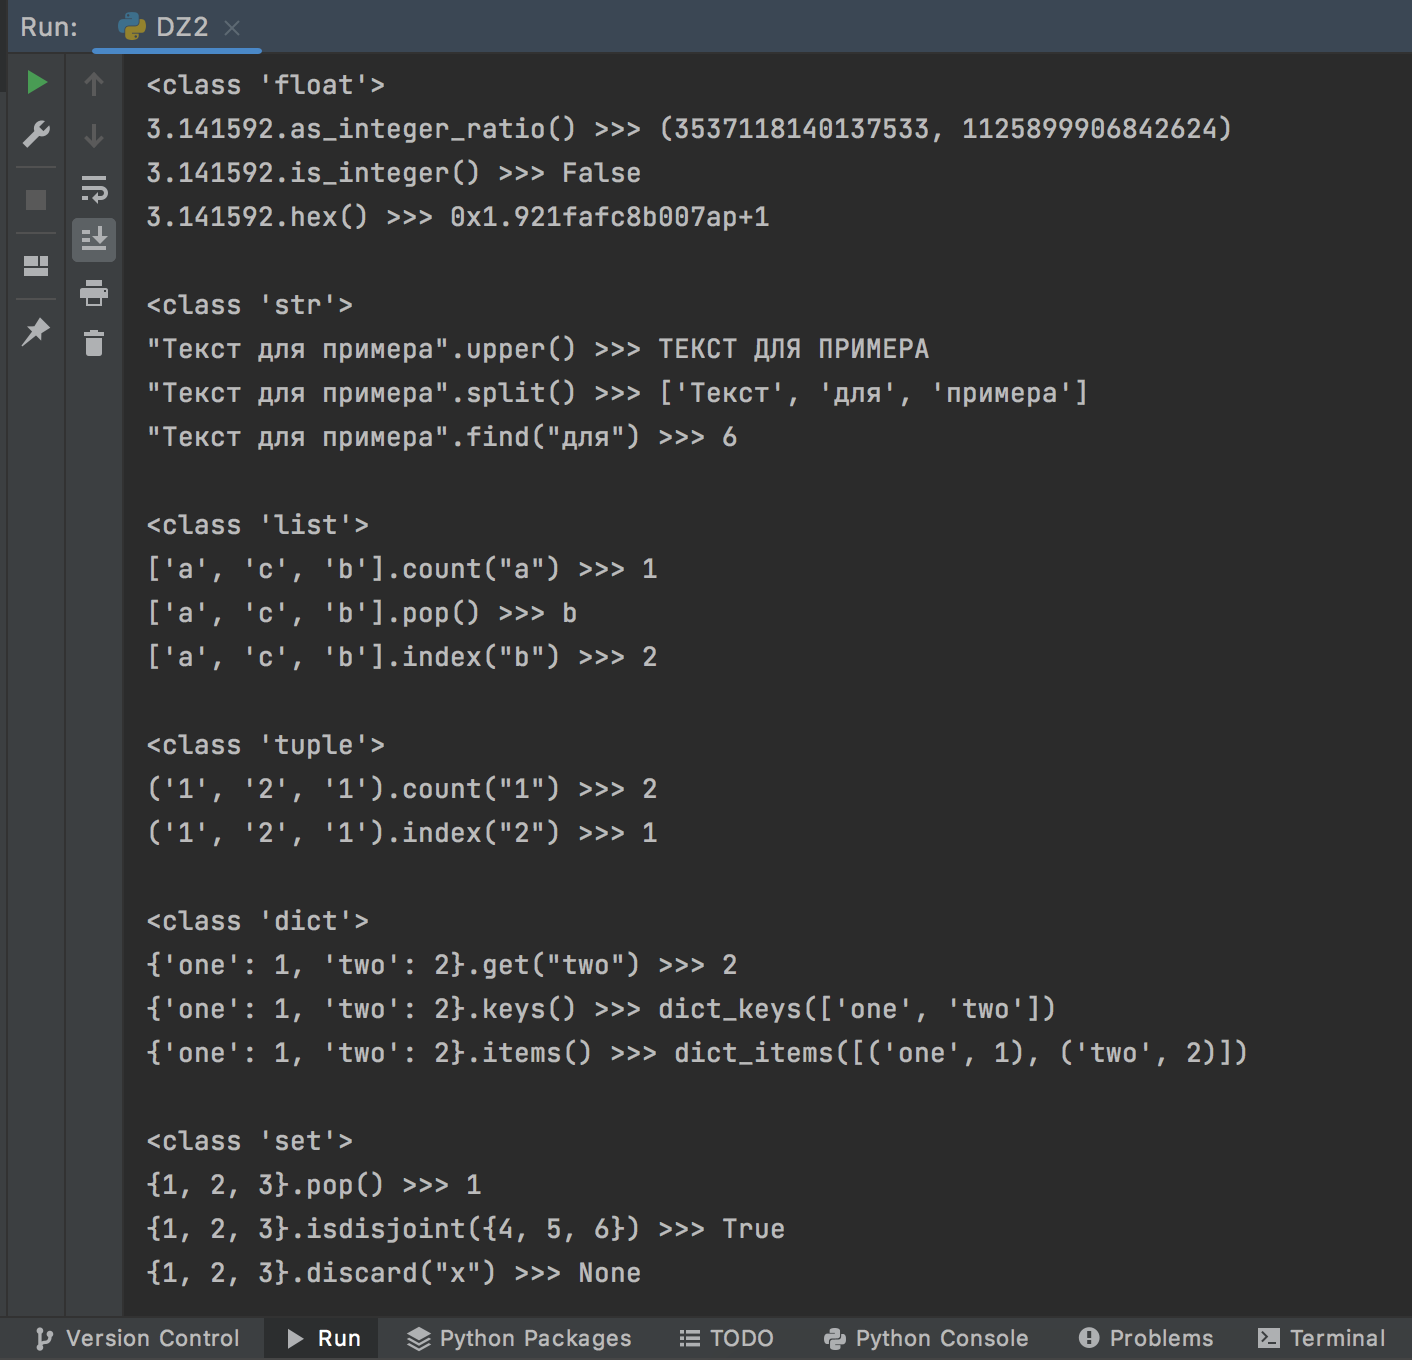 Run: DZ2
<class 'float'>
3.141592.as_integer_ratio() >>> (3537118140137533, 1125899906842624)
3.141592.is_integer() >>> False
3.141592.hex() >>> 0x1.921fafc8b007ap+1
<class 'str'>
"Текст для примера".upper() >>> ТЕКСТ ДЛЯ ПРИМЕРА
"Текст для примера".split() >>> ['Текст', 'для', 'примера']
"Текст для примера".find("для") >>> 6
<class 'list'>
['a', 'c', 'b'].count("a") >>> 1
['a', 'c', 'b'].pop() >>> b
['a', 'c', 'b'].index("b") >>> 2
<class 'tuple'>
('1', '2', '1').count("1") >>> 2
('1', '2', '1').index("2") >>> 1
<class 'dict'>
{'one': 1, 'two': 2}.get("two") >>> 2
{'one': 1, 'two': 2}.keys() >>> dict_keys(['one', 'two'])
{'one': 1, 'two': 2}.items() >>> dict_items([('one', 1), ('two', 2)])
<class 'set'>
{1, 2, 3}.pop() >>> 1
{1, 2, 3}.isdisjoint({4, 5, 6}) >>> True
{1, 2, 3}.discard("x") >>> None
Version Control Run Python Packages TODO Python Console Problems Terminal